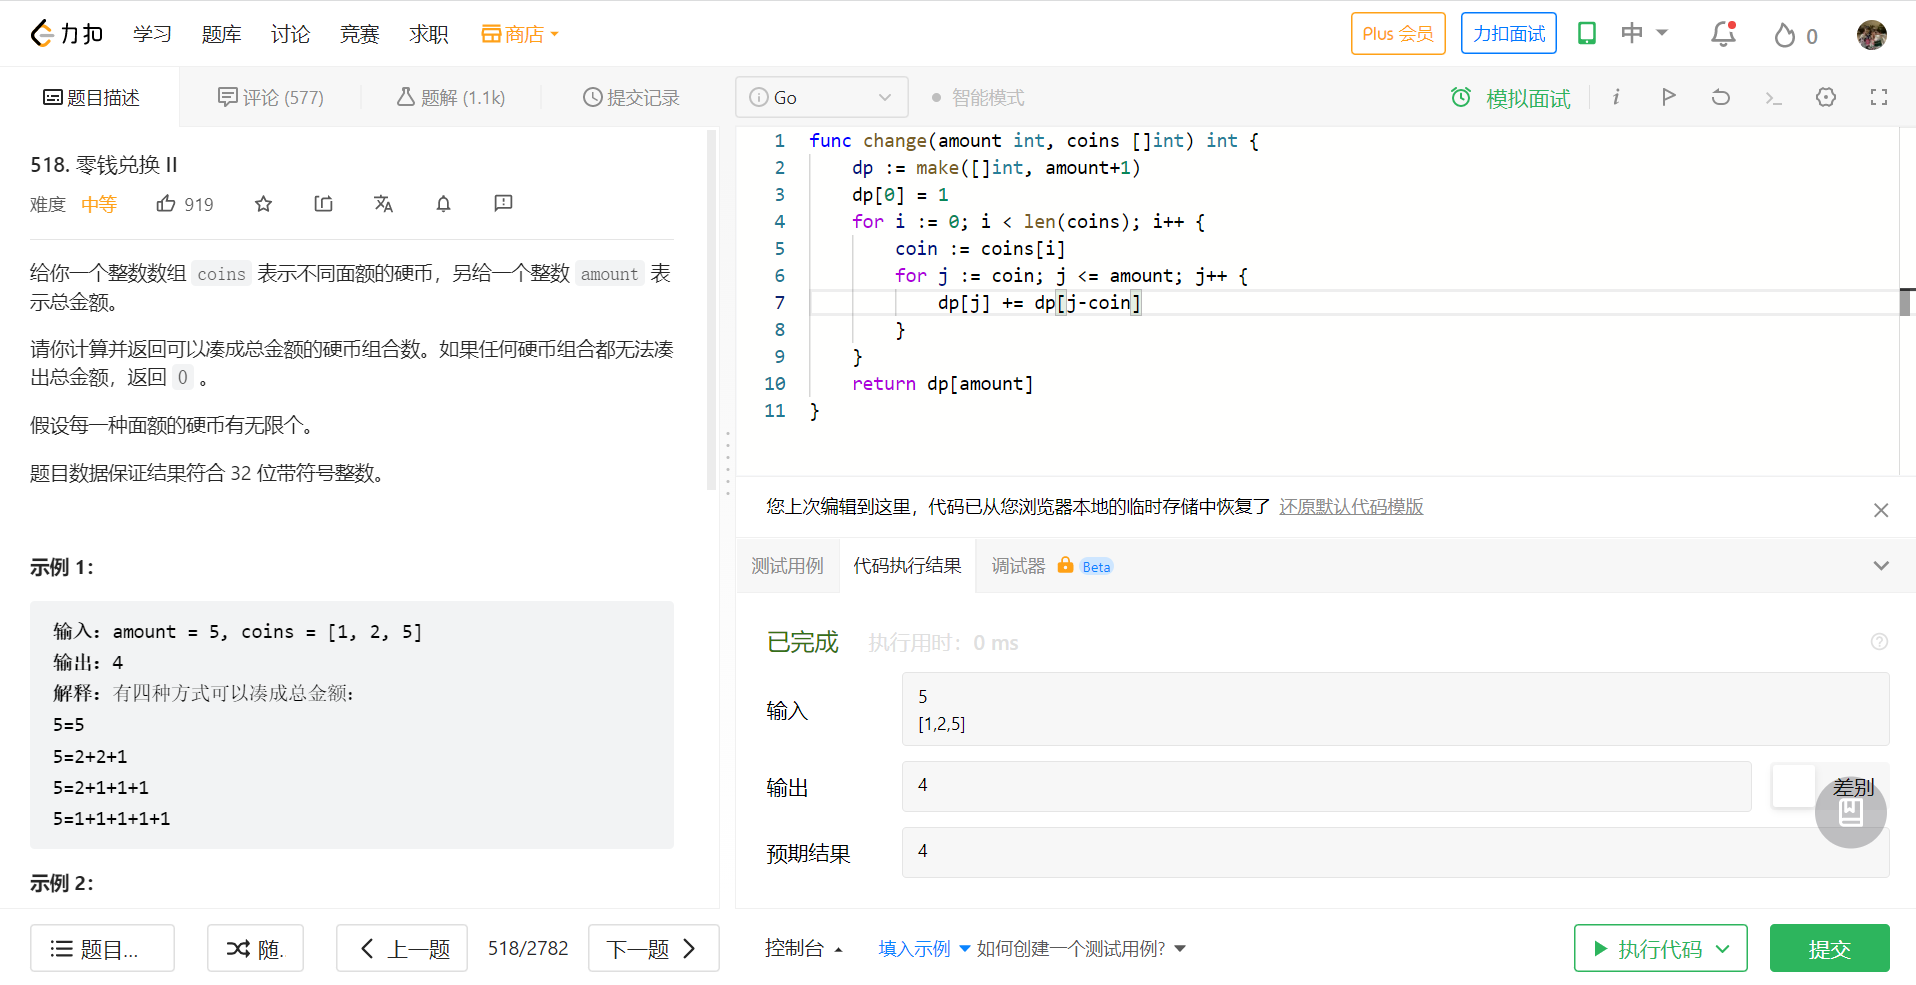 力扣 学习 题库 讨论 竞赛 求职 商店 Plus 会员 力扣面试 中 0
题目描述 评论 (577) 题解 (1.1k) 提交记录
518. 零钱兑换 II
难度 中等 919
给你一个整数数组 coins 表示不同面额的硬币，另给一个整数 amount 表
示总金额。
请你计算并返回可以凑成总金额的硬币组合数。如果任何硬币组合都无法凑
出总金额，返回 0 。
假设每一种面额的硬币有无限个。
题目数据保证结果符合 32 位带符号整数。
示例 1：
输入：amount = 5, coins = [1, 2, 5]
输出：4
解释：有四种方式可以凑成总金额：
5=5
5=2+2+1
5=2+1+1+1
5=1+1+1+1+1
示例 2：
题目... 随. 上一题 518/2782 下一题
Go 智能模式 模拟面试
1 func change(amount int, coins []int) int {
2 dp := make([]int, amount+1)
3 dp[0] = 1
4 for i := 0; i < len(coins); i++ {
5 coin := coins[i]
6 for j := coin; j <= amount; j++ {
7 dp[j] += dp[j-coin]
8 }
9 }
10 return dp[amount]
11 }
您上次编辑到这里，代码已从您浏览器本地的临时存储中恢复了 还原默认代码模版
测试用例 代码执行结果 调试器 Beta
已完成 执行用时：0 ms
输入
5
[1,2,5]
输出 4 差别
预期结果 4
控制台 填入示例 如何创建一个测试用例? 执行代码 提交